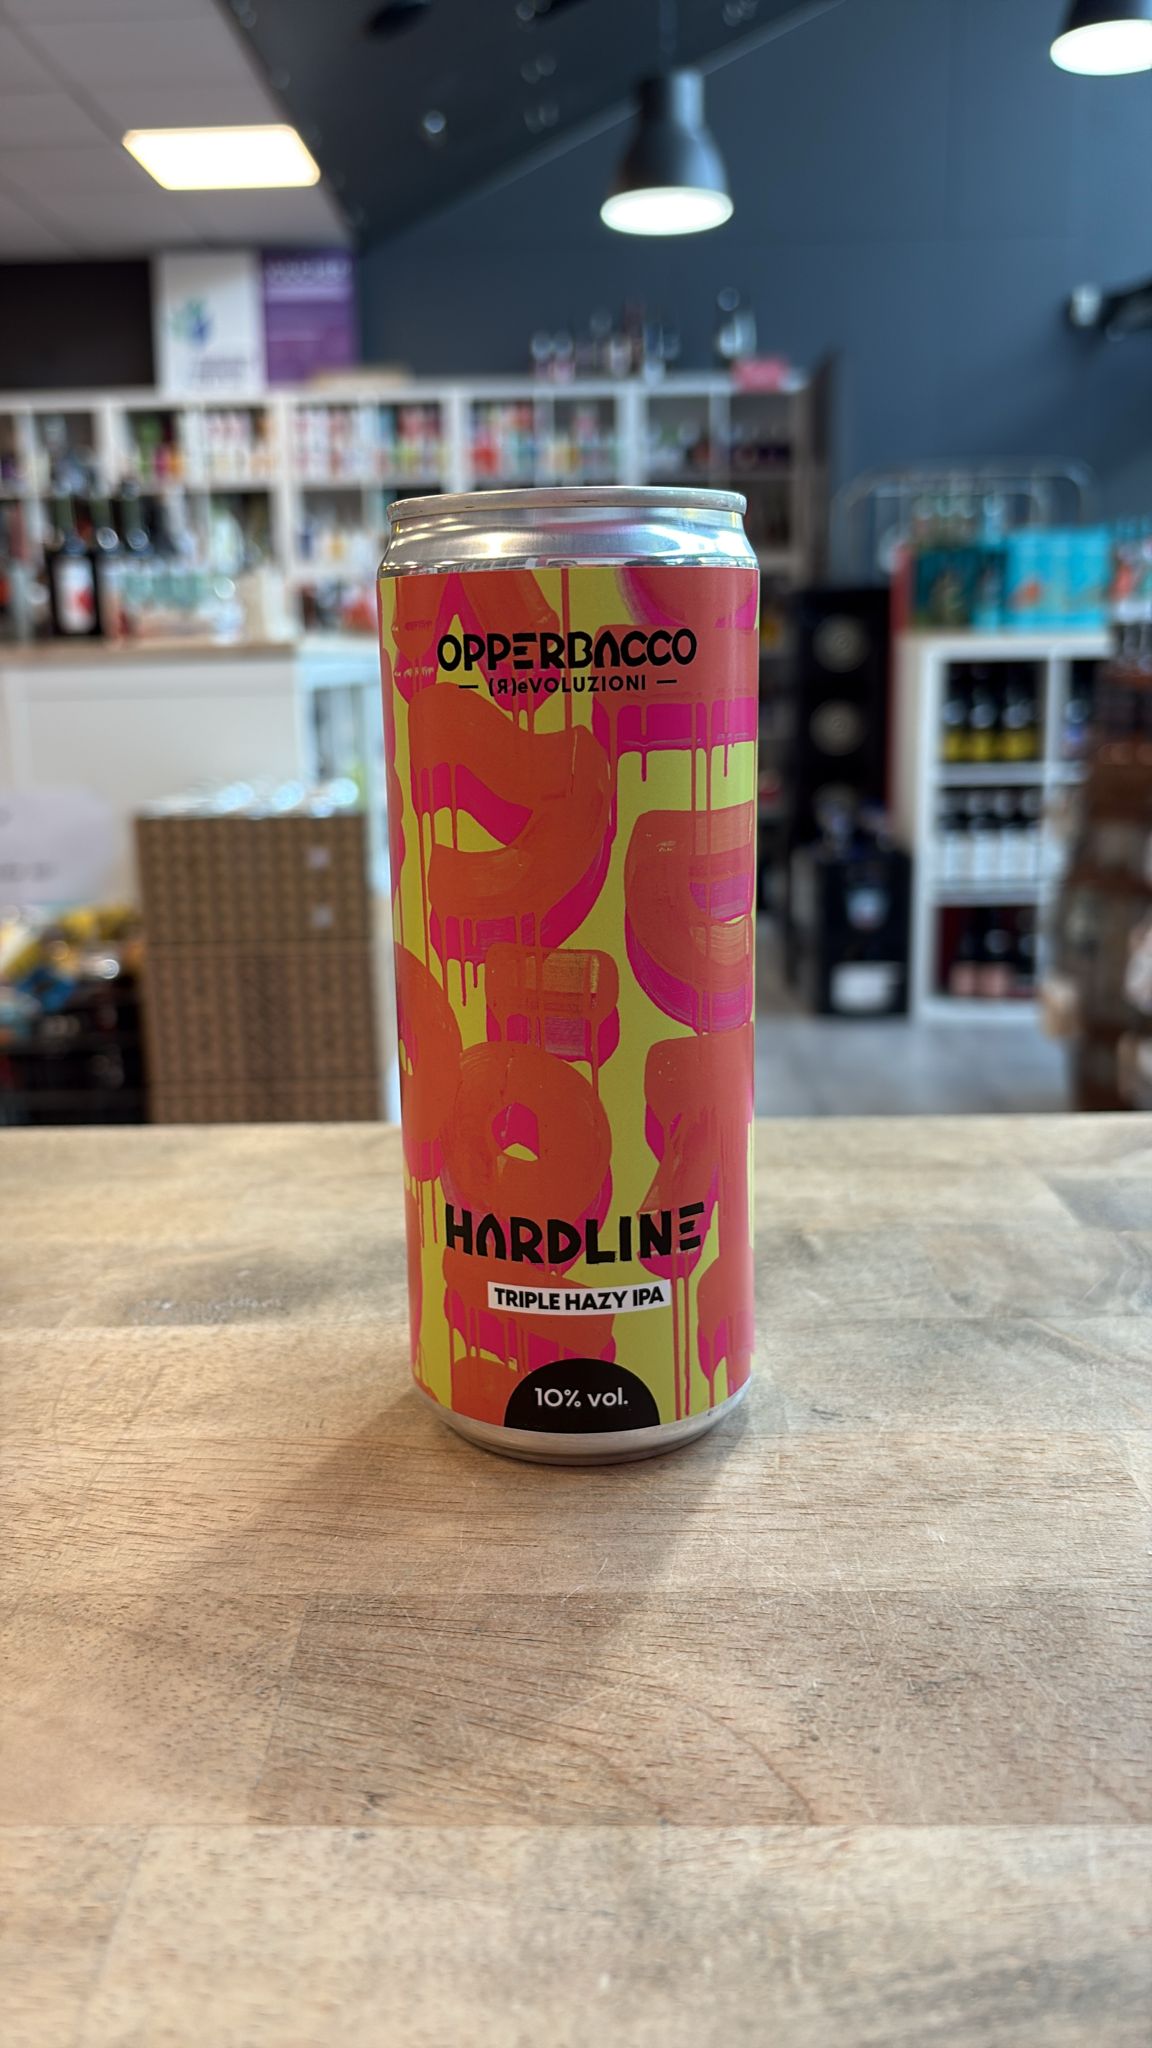 OPPERBACCO
— (Я)eVOLUZIONI —
HARDLINE
TRIPLE HAZY IPA
10% vol.